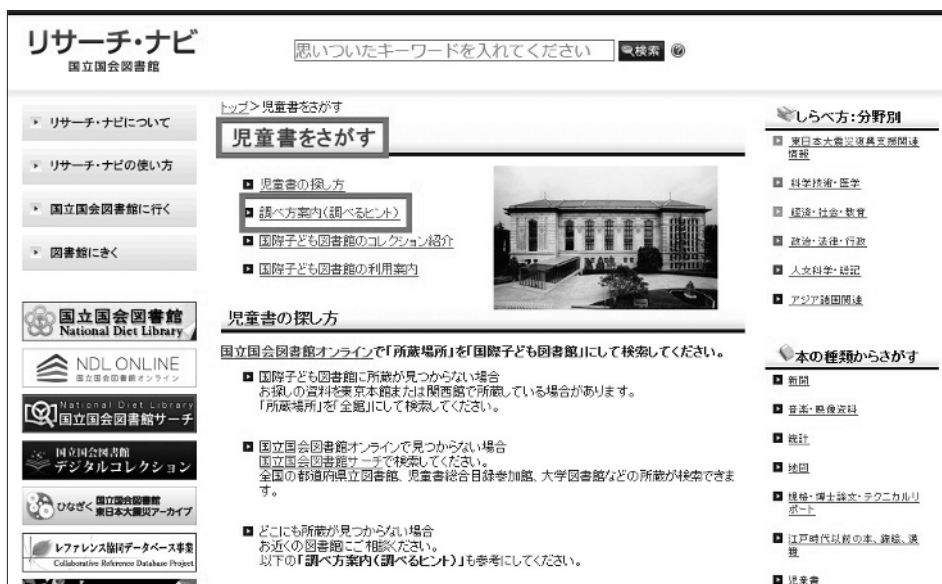 リサーチ・ナビ
国立国会図書館
思いついたキーワードを入れてください
検索
リサーチ・ナビについて
リサーチ・ナビの使い方
国立国会図書館に行く
図書館にきく
国立国会図書館
National Diet Library
NDL ONLINE
国立国会図書館オンライン
National Diet Library
国立国会図書館サーチ
国立国会図書館
デジタルコレクション
ひなぎく 国立国会図書館
東日本大震災アーカイブ
レファレンス協同データベース事業
Collaborative Reference Database Project
トップ>児童書をさがす
児童書をさがす
児童書の探し方
調べ方案内(調べるヒント)
国際子ども図書館のコレクション紹介
国際子ども図書館の利用案内
児童書の探し方
国立国会図書館オンラインで「所蔵場所」を「国際子ども図書館」にして検索してください。
国際子ども図書館に所蔵が見つからない場合
お探しの資料を東京本館または関西館で所蔵している場合があります。
「所蔵場所」を「全館」にして検索してください。
国立国会図書館オンラインで見つからない場合
国立国会図書館サーチで検索してください。
全国の都道府県立図書館、児童書総合目録参加館、大学図書館などの所蔵が検索できま
す。
どこにも所蔵が見つからない場合
お近くの図書館にご相談ください。
以下の「調べ方案内(調べるヒント)」も参考にしてください。
しらべ方:分野別
東日本大震災復興支援関連
情報
科学技術・医学
経済・社会・教育
政治・法律・行政
人文科学・総記
アジア諸国関連
本の種類からさがす
新聞
音楽・映像資料
統計
地図
規格・博士論文・テクニカルリ
ポート
江戸時代以前の本、錦絵、漢
籍
児童書